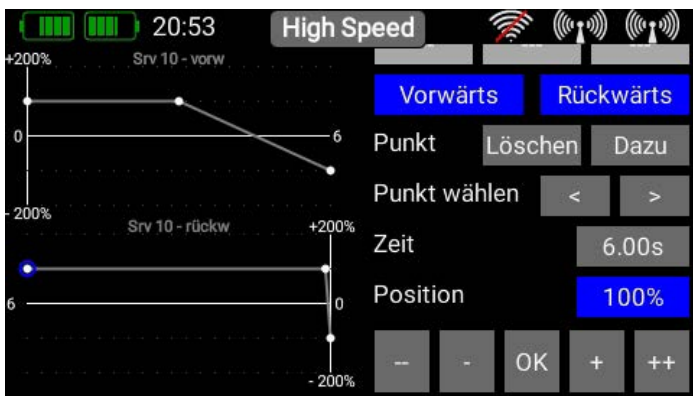 20:53 High Speed
+200% Srv 10 - vorw
0 6
- 200%
Srv 10 - rückw +200%
6 0
- 200%
Vorwärts Rückwärts
Punkt Löschen Dazu
Punkt wählen < >
Zeit 6.00s
Position 100%
-- - OK + ++